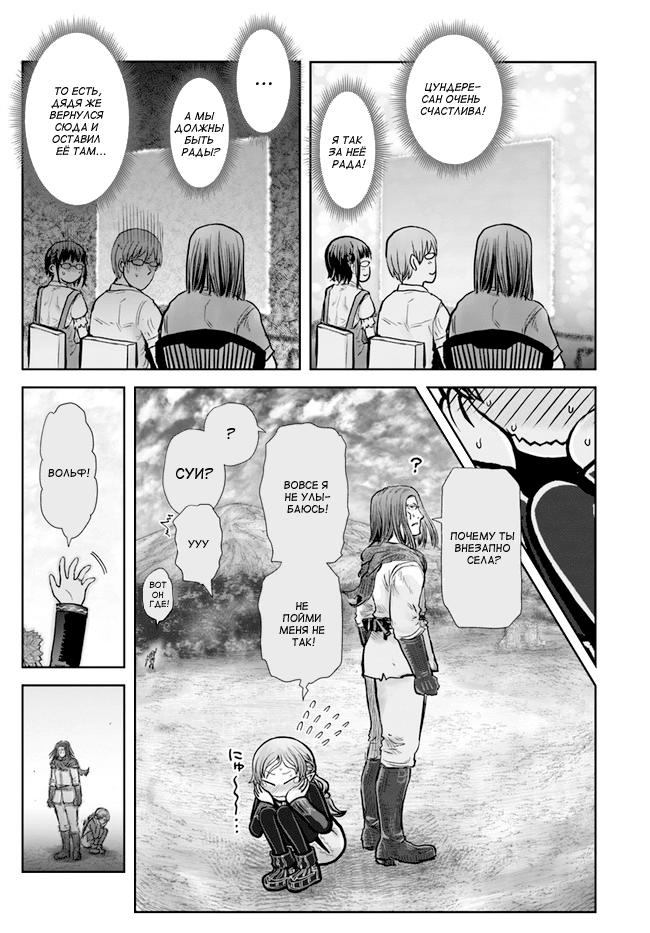 ЦУНДЕРЕ-
САН ОЧЕНЬ
СЧАСТЛИВА!
Я ТАК
ЗА НЕЁ
РАДА!
...
А МЫ
ДОЛЖНЫ
БЫТЬ
РАДЫ?
ТО ЕСТЬ,
ДЯДЯ ЖЕ
ВЕРНУЛСЯ
СЮДА И
ОСТАВИЛ
ЕЁ ТАМ...
ПОЧЕМУ ТЫ
ВНЕЗАПНО
СЕЛА?
?
ВОВСЕ Я
НЕ УЛЫ-
БАЮСЬ!
НЕ
ПОЙМИ
МЕНЯ НЕ
ТАК!
にゅ～…
?
СУИ?
УУУ
ВОТ
ОН
ГДЕ!
ВОЛЬФ!